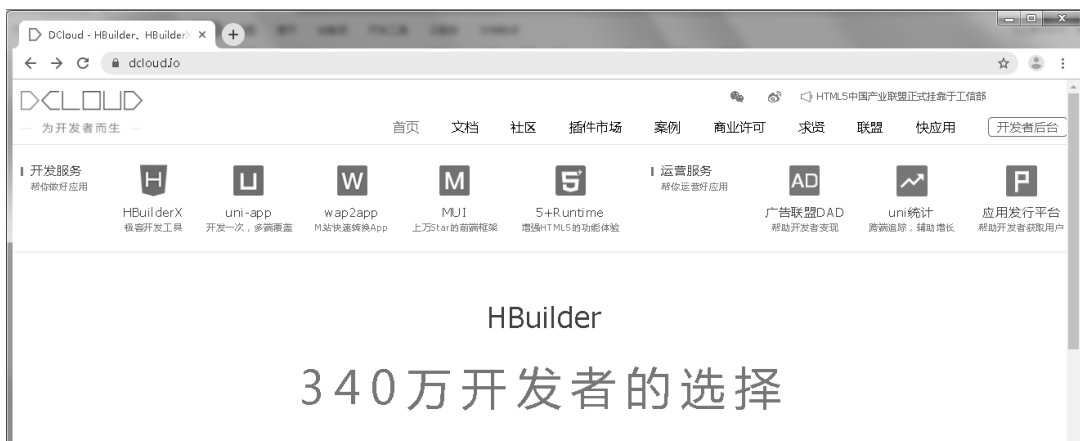 DCloud - HBuilder、HBuilder
dcloud.io
DCLOUD
HTML5中国产业联盟正式挂靠于工信部
为开发者而生
首页 文档 社区 插件市场 案例 商业许可 求贤 联盟 快应用 开发者后台
开发服务
帮你做好应用
运营服务
帮你运营好应用
HBuilderX uni-app wap2app MUI 5+Runtime 广告联盟DAD uni统计 应用发行平台
极客开发工具 开发一次，多端覆盖 M站快速转换App 上万Star的前端框架 增强HTML5的功能体验 帮助开发者变现 跨端追踪，辅助增长 帮助开发者获取用户
HBuilder
340万开发者的选择